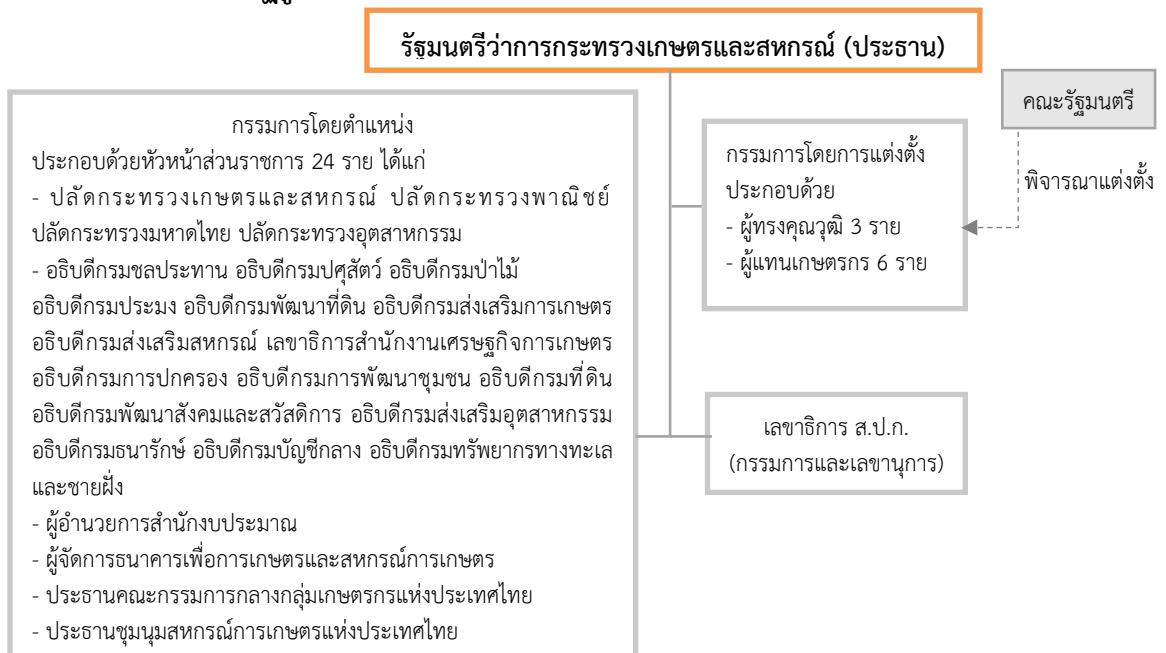 รัฐมนตรีว่าการกระทรวงเกษตรและสหกรณ์ (ประธาน)
คณะรัฐมนตรี
พิจารณาแต่งตั้ง
กรรมการโดยตำแหน่ง
ประกอบด้วยหัวหน้าส่วนราชการ 24 ราย ได้แก่
- ปลัดกระทรวงเกษตรและสหกรณ์ ปลัดกระทรวงพาณิชย์
ปลัดกระทรวงมหาดไทย ปลัดกระทรวงอุตสาหกรรม
- อธิบดีกรมชลประทาน อธิบดีกรมปศุสัตว์ อธิบดีกรมป่าไม้
อธิบดีกรมประมง อธิบดีกรมพัฒนาที่ดิน อธิบดีกรมส่งเสริมการเกษตร
อธิบดีกรมส่งเสริมสหกรณ์ เลขาธิการสำนักงานเศรษฐกิจการเกษตร
อธิบดีกรมการปกครอง อธิบดีกรมการพัฒนาชุมชน อธิบดีกรมที่ดิน
อธิบดีกรมพัฒนาสังคมและสวัสดิการ อธิบดีกรมส่งเสริมอุตสาหกรรม
อธิบดีกรมธนารักษ์ อธิบดีกรมบัญชีกลาง อธิบดีกรมทรัพยากรทางทะเล
และชายฝั่ง
- ผู้อำนวยการสำนักงบประมาณ
- ผู้จัดการธนาคารเพื่อการเกษตรและสหกรณ์การเกษตร
- ประธานคณะกรรมการกลางกลุ่มเกษตรกรแห่งประเทศไทย
- ประธานชุมนุมสหกรณ์การเกษตรแห่งประเทศไทย
กรรมการโดยการแต่งตั้ง
ประกอบด้วย
- ผู้ทรงคุณวุฒิ 3 ราย
- ผู้แทนเกษตรกร 6 ราย
เลขาธิการ ส.ป.ก.
(กรรมการและเลขานุการ)